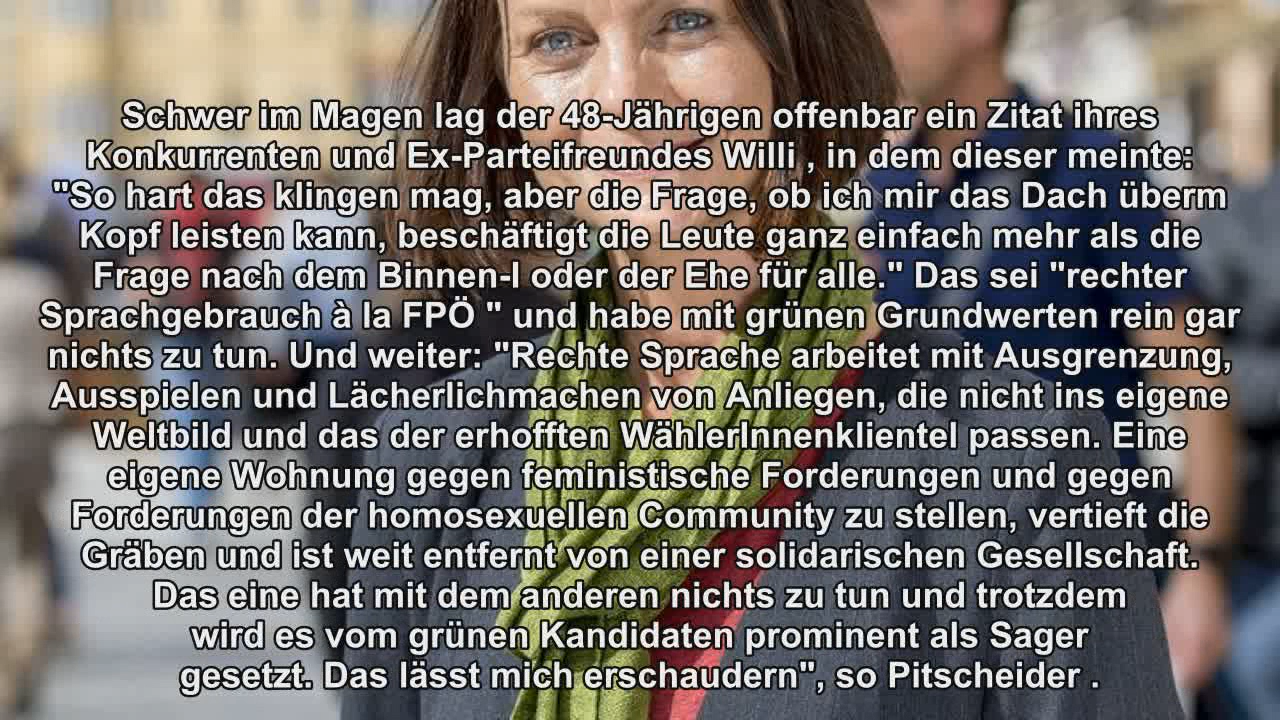 Schwer im Magen lag der 48-Jährigen offenbar ein Zitat ihres
Konkurrenten und Ex-Parteifreundes Willi , in dem dieser meinte:
"So hart das klingen mag, aber die Frage, ob ich mir das Dach überm
Kopf leisten kann, beschäftigt die Leute ganz einfach mehr als die
Frage nach dem Binnen-I oder der Ehe für alle." Das sei "rechter
Sprachgebrauch à la FPÖ " und habe mit grünen Grundwerten rein gar
nichts zu tun. Und weiter: "Rechte Sprache arbeitet mit Ausgrenzung,
Ausspielen und Lächerlichmachen von Anliegen, die nicht ins eigene
Weltbild und das der erhofften WählerInnenklientel passen. Eine
eigene Wohnung gegen feministische Forderungen und gegen
Forderungen der homosexuellen Community zu stellen, vertieft die
Gräben und ist weit entfernt von einer solidarischen Gesellschaft.
Das eine hat mit dem anderen nichts zu tun und trotzdem
wird es vom grünen Kandidaten prominent als Sager
gesetzt. Das lässt mich erschaudern", so Pitscheider .